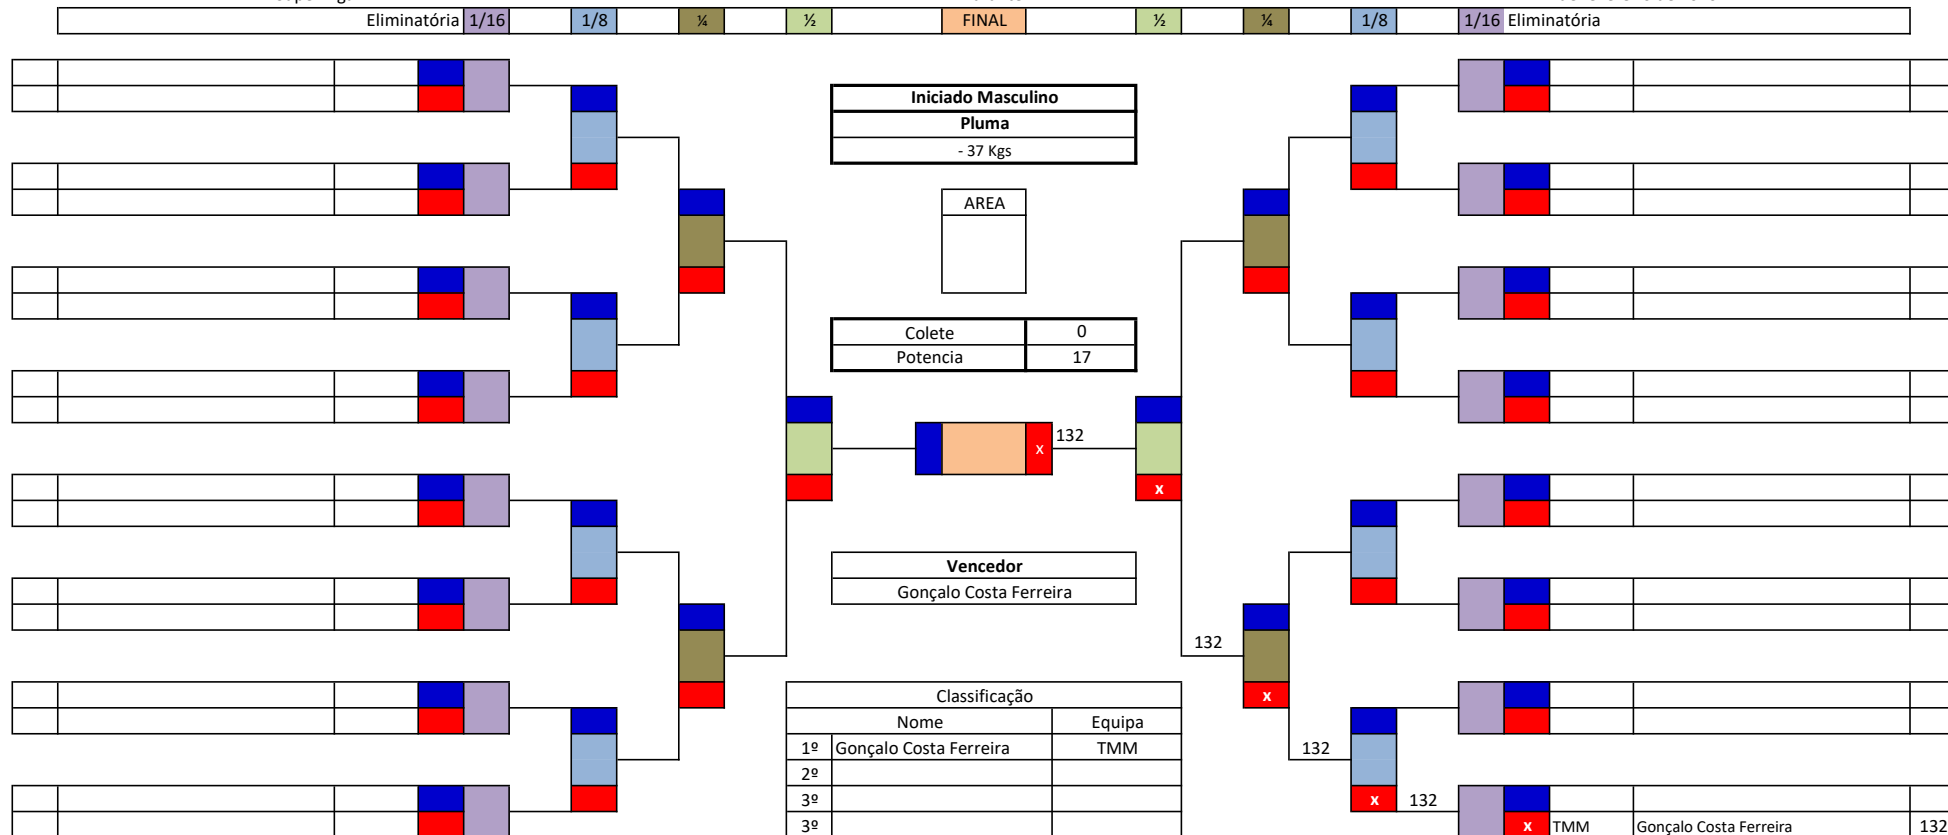 Eliminatória 1/16 1/8 ¼ ½ FINAL ½ ¼ 1/8 1/16 Eliminatória
Iniciado Masculino
Pluma
- 37 Kgs
AREA
Colete 0
Potencia 17
x 132
x
Vencedor
Gonçalo Costa Ferreira
132
x
Classificação
Nome Equipa
1º Gonçalo Costa Ferreira TMM 132
2º
3º x 132
3º x TMM Gonçalo Costa Ferreira 132